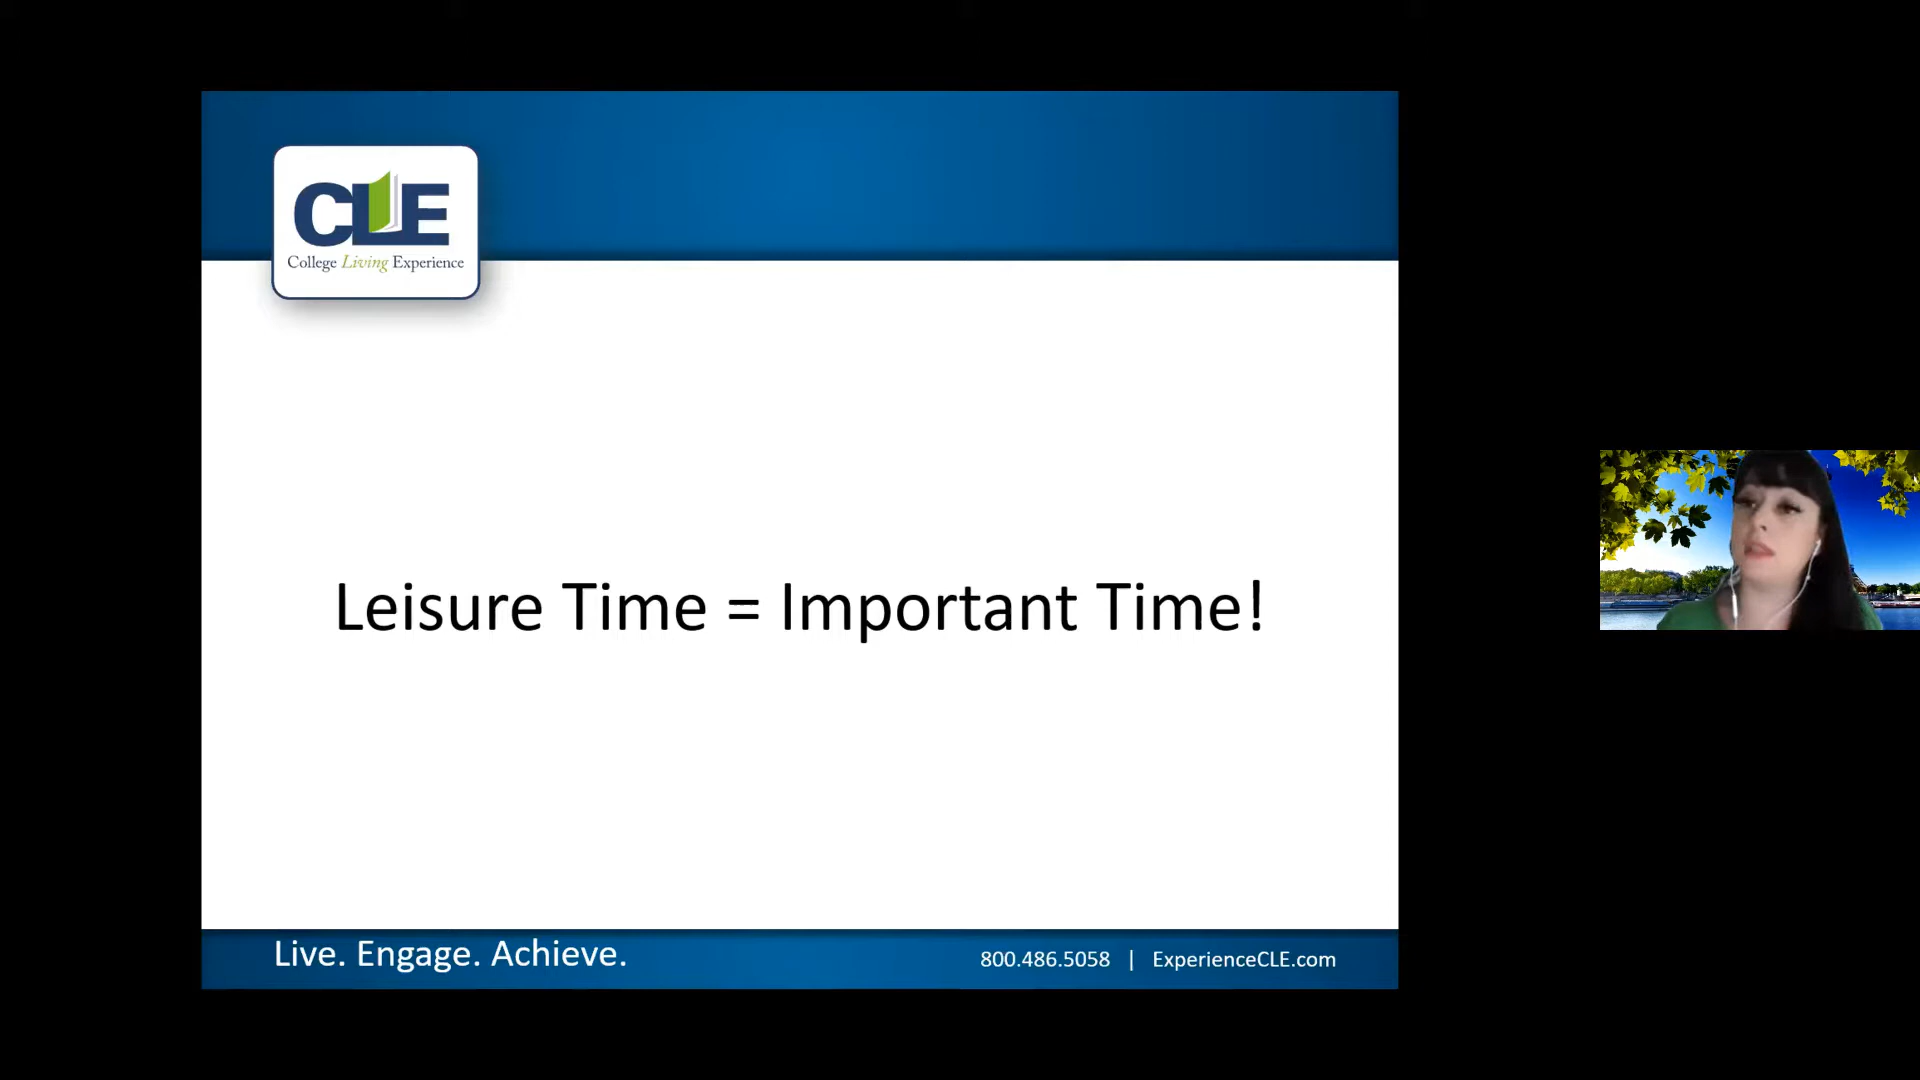 CLE
College Living Experience
Leisure Time = Important Time!
Live. Engage. Achieve.
800.486.5058 | ExperienceCLE.com